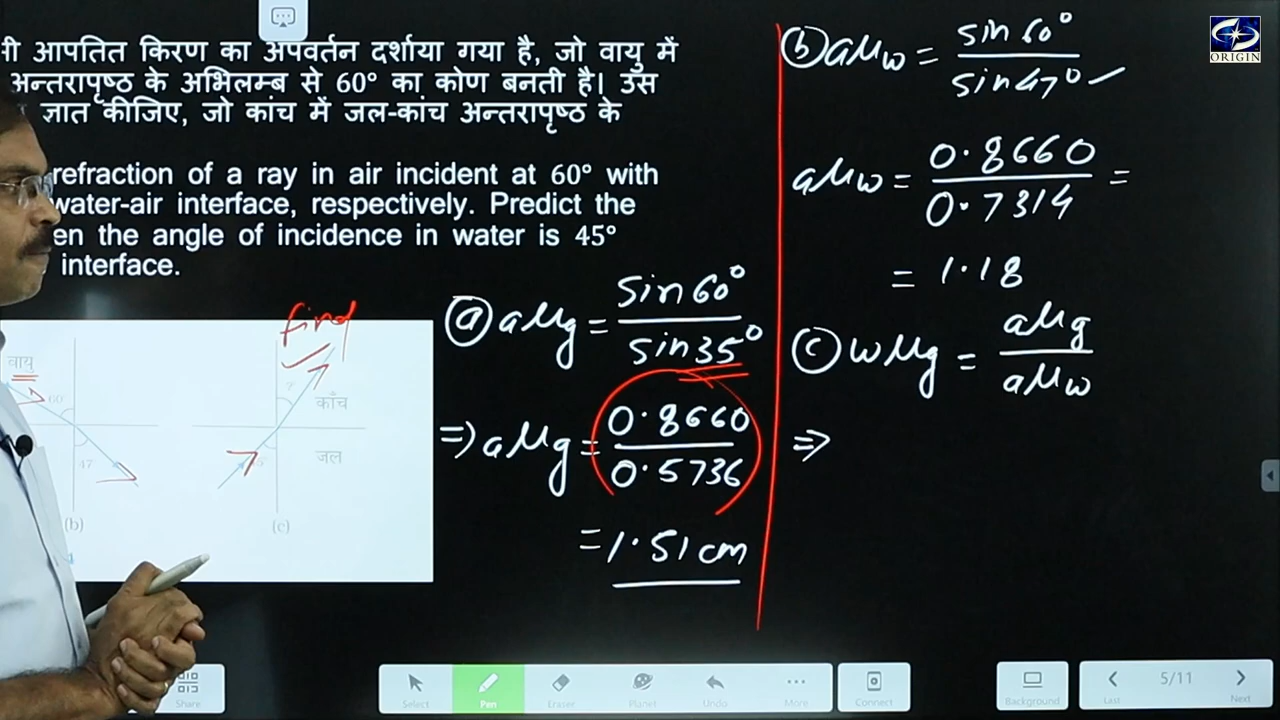 आपतित किरण का अपवर्तन दर्शाया गया है, जो वायु में
अन्तरापृष्ठ के अभिलम्ब से 60° का कोण बनती है। उस
ज्ञात कीजिए, जो कांच में जल-कांच अन्तरापृष्ठ के
refraction of a ray in air incident at 60° with
water-air interface, respectively. Predict the
en the angle of incidence in water is 45°
interface.
find
वायु
60
47
(b)
?
काँच
जल
(c)
(a) aμg = sin60° / sin35°
⇒ aμg = 0.8660 / 0.5736
= 1.51 cm
(b) aμw = sin60° / sin47°
aμw = 0.8660 / 0.7314 =
= 1.18
(c) wμg = aμg / aμw
⇒
ORIGIN
Share
Select
Pen
Eraser
Planet
Undo
More
Connect
Background
Last
5/11
Next